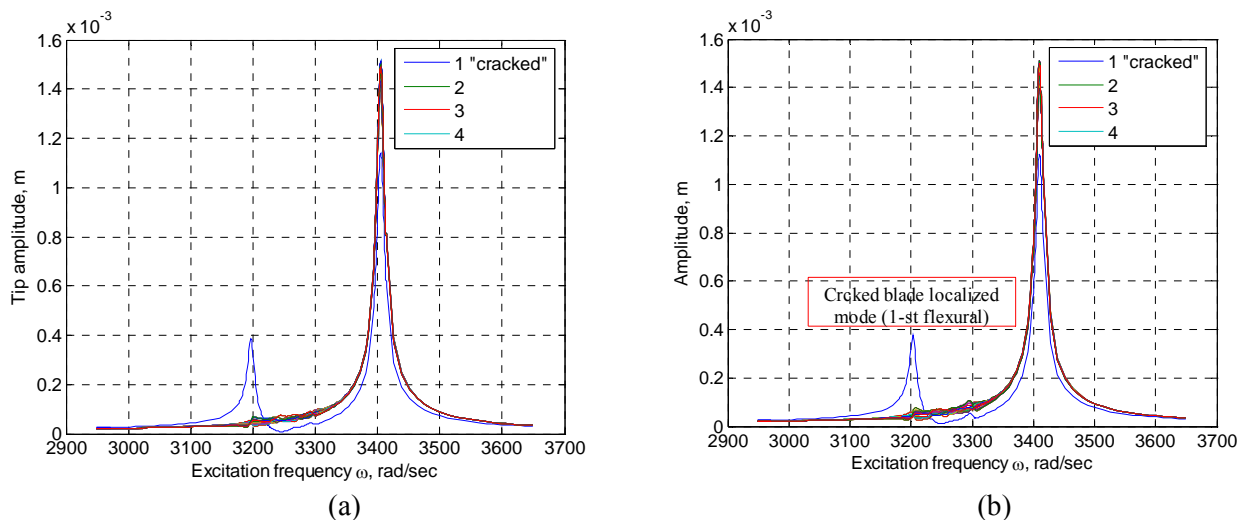 x 10⁻³
1.6
1.4
1.2
1
0.8
0.6
0.4
0.2
0
Tip amplitude, m
2900 3000 3100 3200 3300 3400 3500 3600 3700
Excitation frequency ω, rad/sec
1 "cracked"
2
3
4
(a)
x 10⁻³
1.6
1.4
1.2
1
0.8
0.6
0.4
0.2
0
Amplitude, m
2900 3000 3100 3200 3300 3400 3500 3600 3700
Excitation frequency ω, rad/sec
1 "cracked"
2
3
4
Crcked blade localized
mode (1-st flexural)
(b)